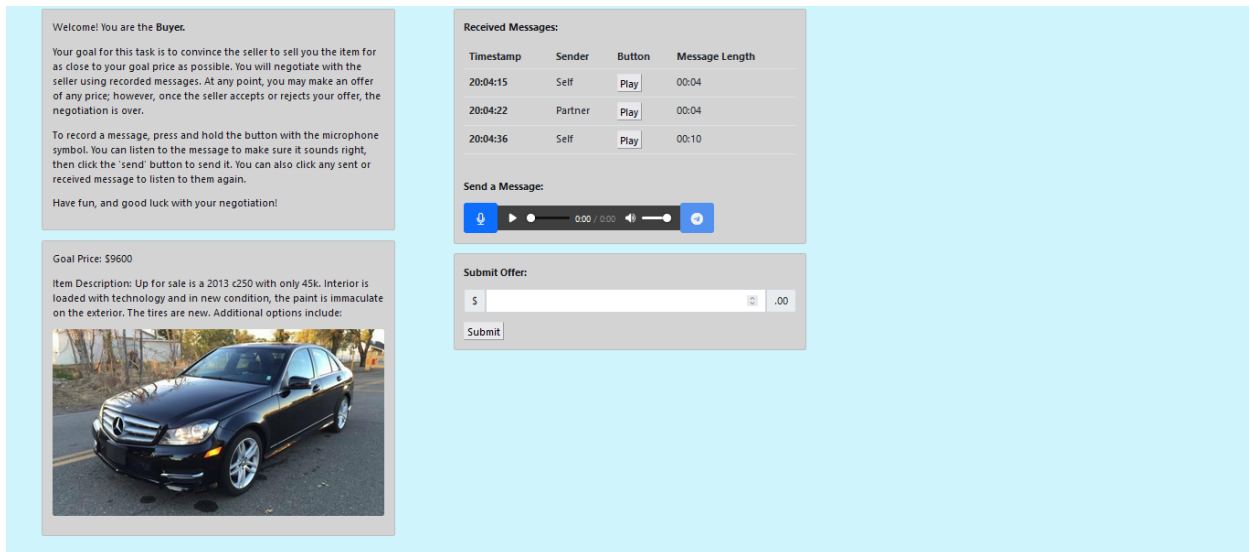 Welcome! You are the Buyer.
Your goal for this task is to convince the seller to sell you the item for
as close to your goal price as possible. You will negotiate with the
seller using recorded messages. At any point, you may make an offer
of any price; however, once the seller accepts or rejects your offer, the
negotiation is over.
To record a message, press and hold the button with the microphone
symbol. You can listen to the message to make sure it sounds right,
then click the 'send' button to send it. You can also click any sent or
received message to listen to them again.
Have fun, and good luck with your negotiation!
Goal Price: $9600
Item Description: Up for sale is a 2013 c250 with only 45k. Interior is
loaded with technology and in new condition, the paint is immaculate
on the exterior. The tires are new. Additional options include:
Received Messages:
Timestamp Sender Button Message Length
20:04:15 Self Play 00:04
20:04:22 Partner Play 00:04
20:04:36 Self Play 00:10
Send a Message:
0:00 / 0:00
Submit Offer:
$ .00
Submit